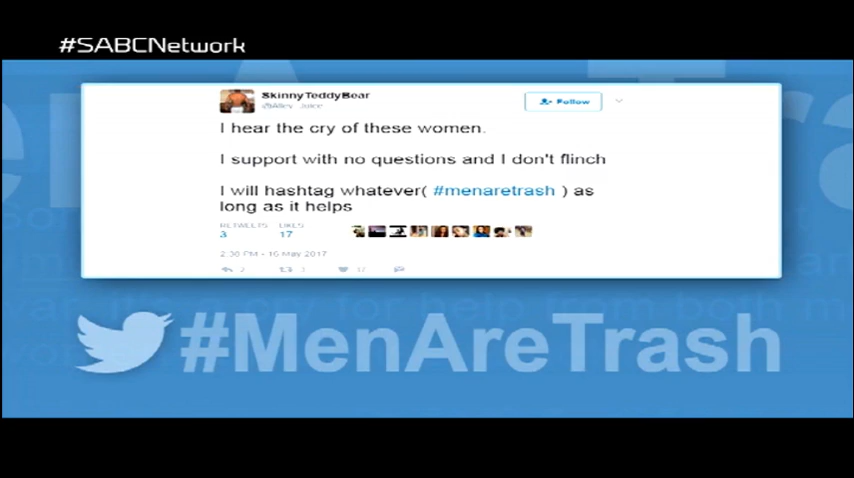 #SABCNetwork
SkinnyTeddyBear
I hear the cry of these women.
I support with no questions and I don't flinch
I will hashtag whatever( #menaretrash ) as
long as it helps
Follow
RETWEETS LIKES
3 17
2:30 PM - 16 May 2017
#MenAreTrash